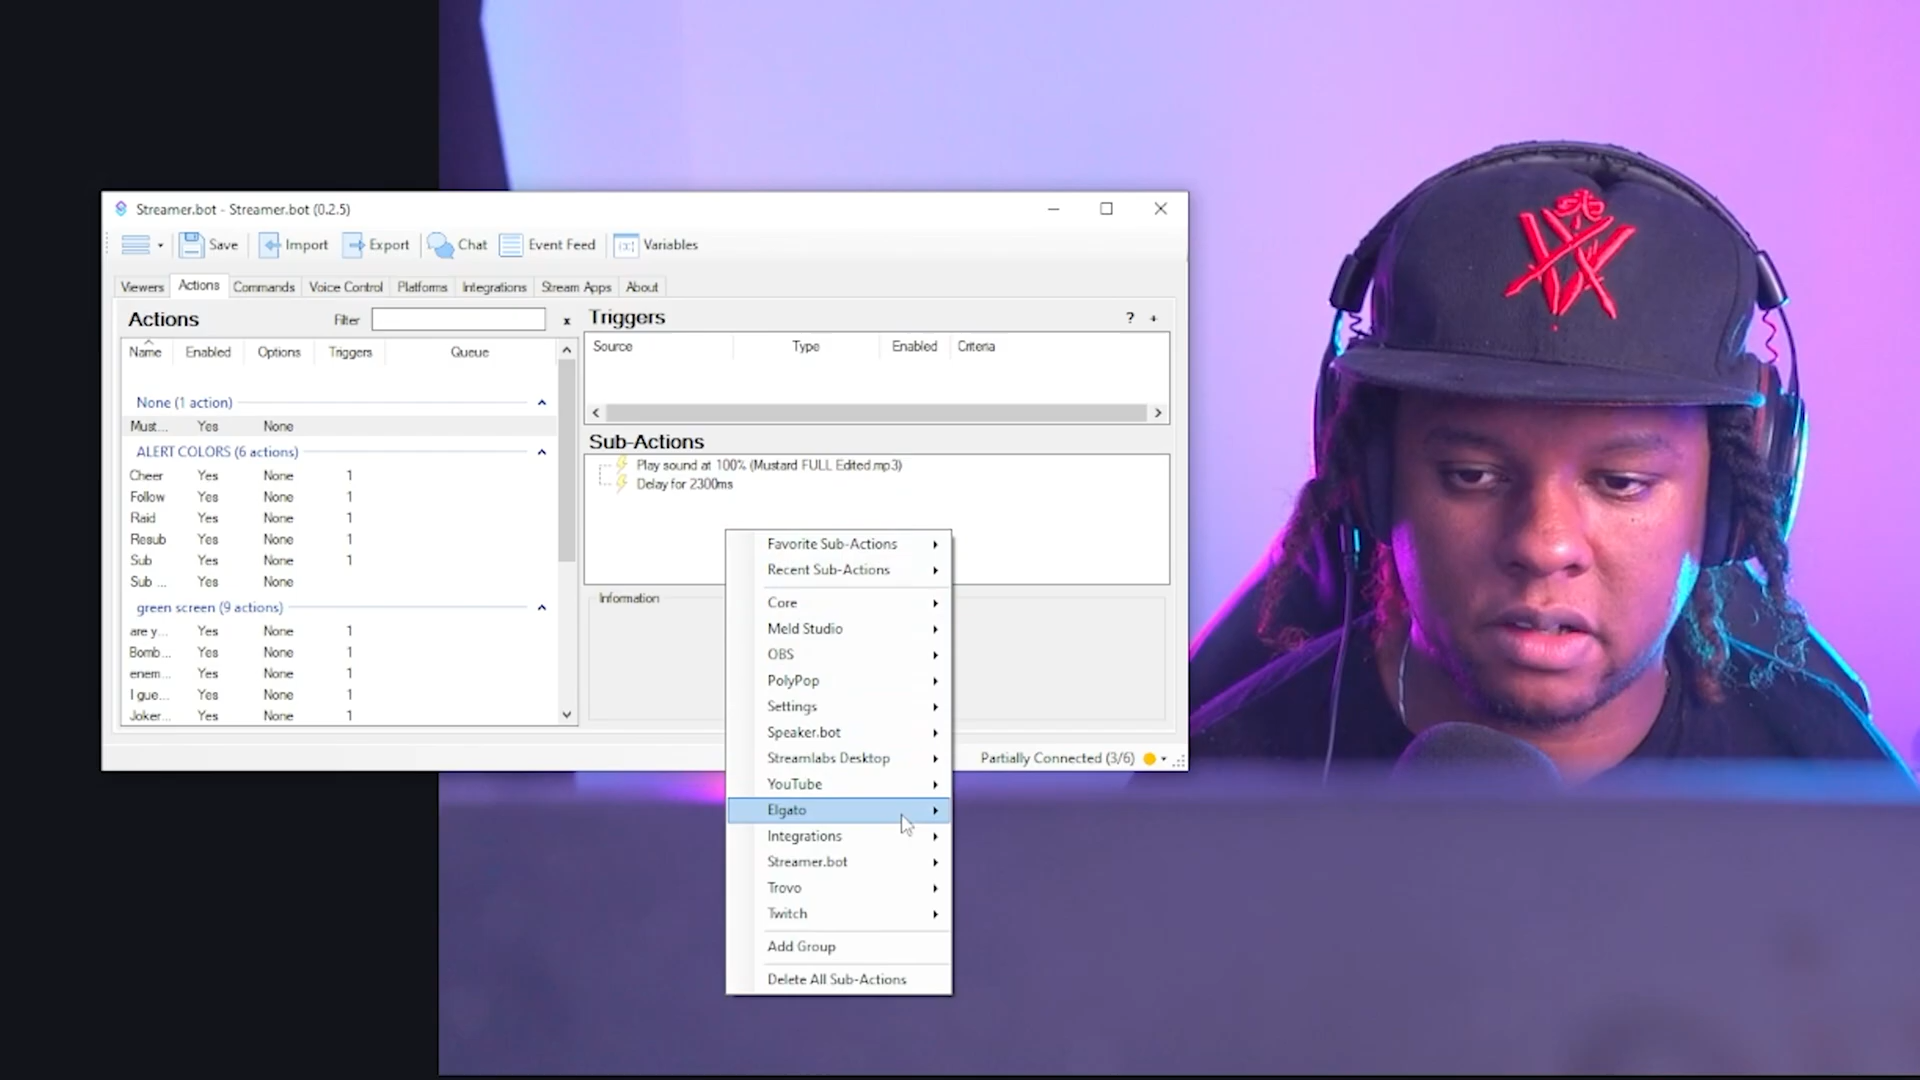 Streamer.bot - Streamer.bot (0.2.5)
Save Import Export Chat Event Feed Variables
Viewers Actions Commands Voice Control Platforms Integrations Stream Apps About
Actions Filter x
Name Enabled Options Triggers Queue
None (1 action)
Must... Yes None
ALERT COLORS (6 actions)
Cheer Yes None 1
Follow Yes None 1
Raid Yes None 1
Resub Yes None 1
Sub Yes None 1
Sub ... Yes None
green screen (9 actions)
are y... Yes None 1
Bomb... Yes None 1
enem... Yes None 1
I gue... Yes None 1
Joker... Yes None 1
Triggers ? +
Source Type Enabled Criteria
Sub-Actions
Play sound at 100% (Mustard FULL Edited.mp3)
Delay for 2300ms
Information
Favorite Sub-Actions
Recent Sub-Actions
Core
Meld Studio
OBS
PolyPop
Settings
Speaker.bot
Streamlabs Desktop
YouTube
Elgato
Integrations
Streamer.bot
Trovo
Twitch
Add Group
Delete All Sub-Actions
Partially Connected (3/6)